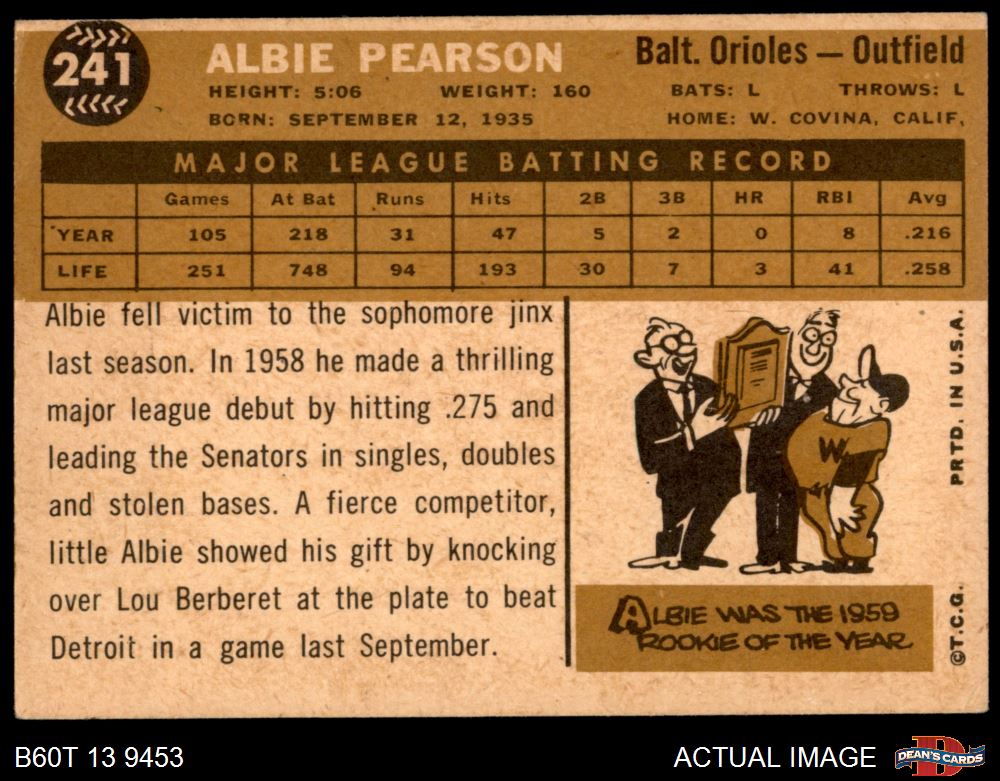 241
ALBIE PEARSON
Balt. Orioles — Outfield
HEIGHT: 5:06 WEIGHT: 160 BATS: L THROWS: L
BORN: SEPTEMBER 12, 1935 HOME: W. COVINA, CALIF,
MAJOR LEAGUE BATTING RECORD
Games At Bat Runs Hits 2B 3B HR RBI Avg
YEAR 105 218 31 47 5 2 0 8 .216
LIFE 251 748 94 193 30 7 3 41 .258
Albie fell victim to the sophomore jinx
last season. In 1958 he made a thrilling
major league debut by hitting .275 and
leading the Senators in singles, doubles
and stolen bases. A fierce competitor,
little Albie showed his gift by knocking
over Lou Berberet at the plate to beat
Detroit in a game last September.
W
ALBIE WAS THE 1959
ROOKIE OF THE YEAR
©T.C.G. PRTD. IN U.S.A.
B60T 13 9453
ACTUAL IMAGE
D
DEAN'S CARDS